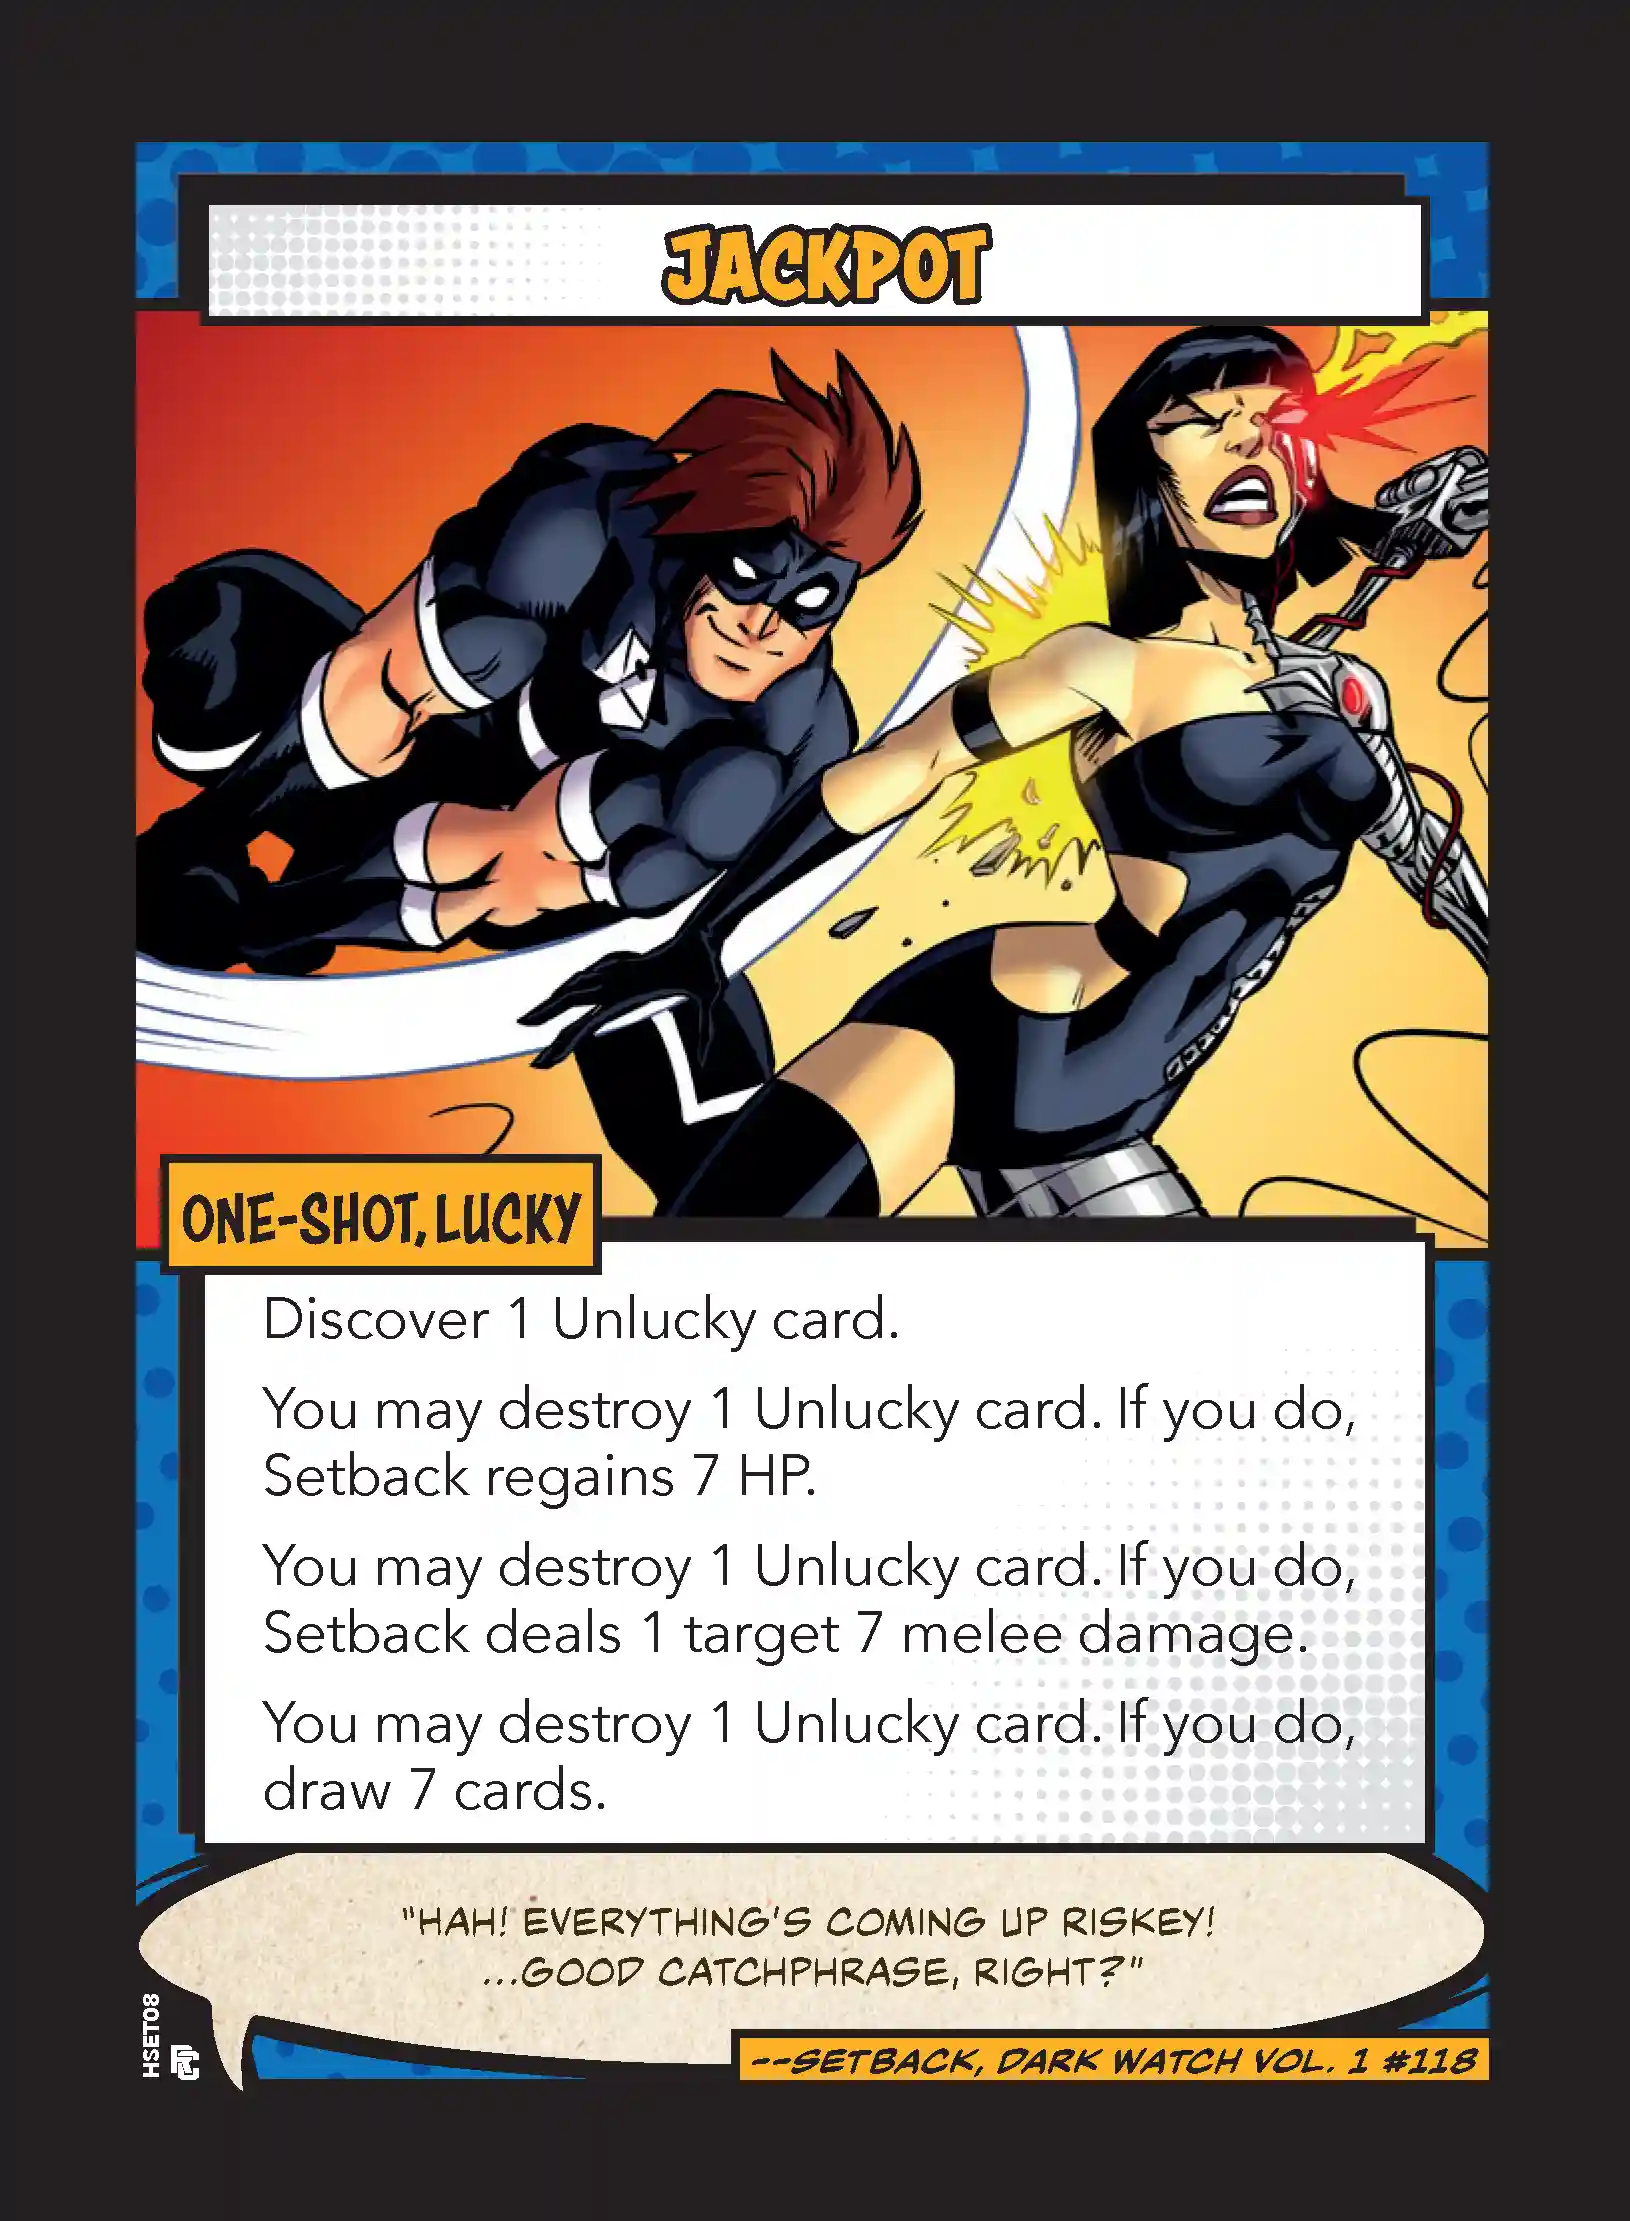 JACKPOT
ONE-SHOT, LUCKY
Discover 1 Unlucky card.
You may destroy 1 Unlucky card. If you do,
Setback regains 7 HP.
You may destroy 1 Unlucky card. If you do,
Setback deals 1 target 7 melee damage.
You may destroy 1 Unlucky card. If you do,
draw 7 cards.
"HAH! EVERYTHING'S COMING UP RISKEY!
...GOOD CATCHPHRASE, RIGHT?"
--SETBACK, DARK WATCH VOL. 1 #118
HSET08